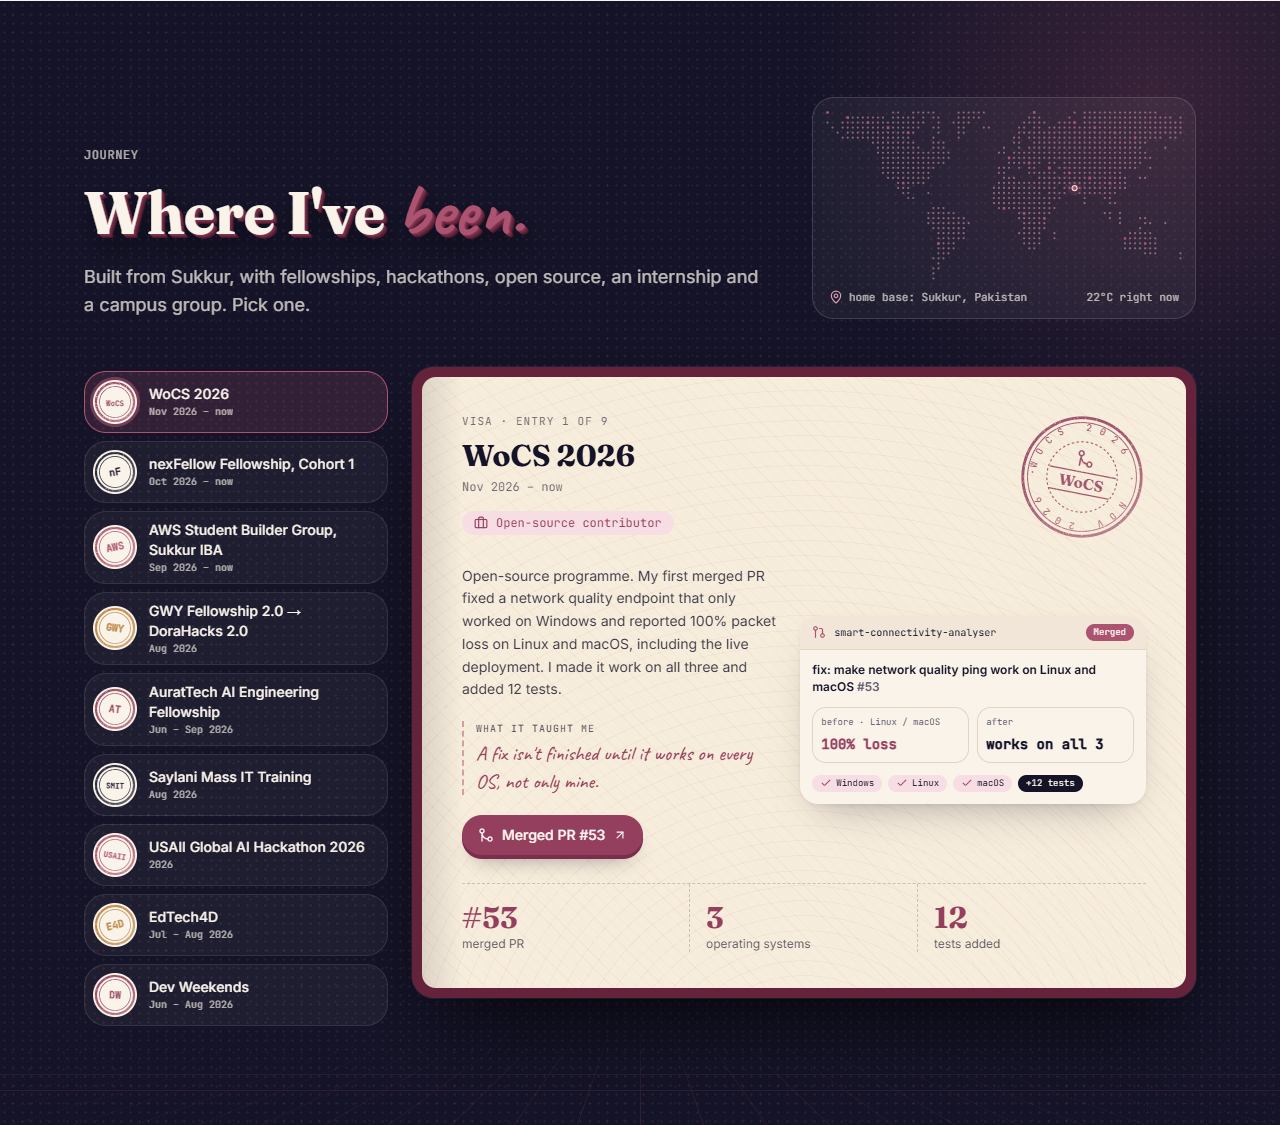 JOURNEY
Where I've been.
Built from Sukkur, with fellowships, hackathons, open source, an internship and
a campus group. Pick one.
home base: Sukkur, Pakistan
22°C right now
WoCS
WoCS 2026
Nov 2026 – now
nF
nexFellow Fellowship, Cohort 1
Oct 2026 – now
AWS
AWS Student Builder Group,
Sukkur IBA
Sep 2026 – now
GWY
GWY Fellowship 2.0 →
DoraHacks 2.0
Aug 2026
AT
AuratTech AI Engineering
Fellowship
Jun – Sep 2026
SMIT
Saylani Mass IT Training
Aug 2026
USAII
USAII Global AI Hackathon 2026
2026
E4D
EdTech4D
Jul – Aug 2026
DW
Dev Weekends
Jun – Aug 2026
VISA · ENTRY 1 OF 9
WoCS 2026
Nov 2026 – now
Open-source contributor
· WOCS 2026 · NOV 2026
WoCS
Open-source programme. My first merged PR
fixed a network quality endpoint that only
worked on Windows and reported 100% packet
loss on Linux and macOS, including the live
deployment. I made it work on all three and
added 12 tests.
WHAT IT TAUGHT ME
A fix isn't finished until it works on every
OS, not only mine.
Merged PR #53
smart-connectivity-analyser
Merged
fix: make network quality ping work on Linux and
macOS #53
before · Linux / macOS
100% loss
after
works on all 3
Windows
Linux
macOS
+12 tests
#53
merged PR
3
operating systems
12
tests added